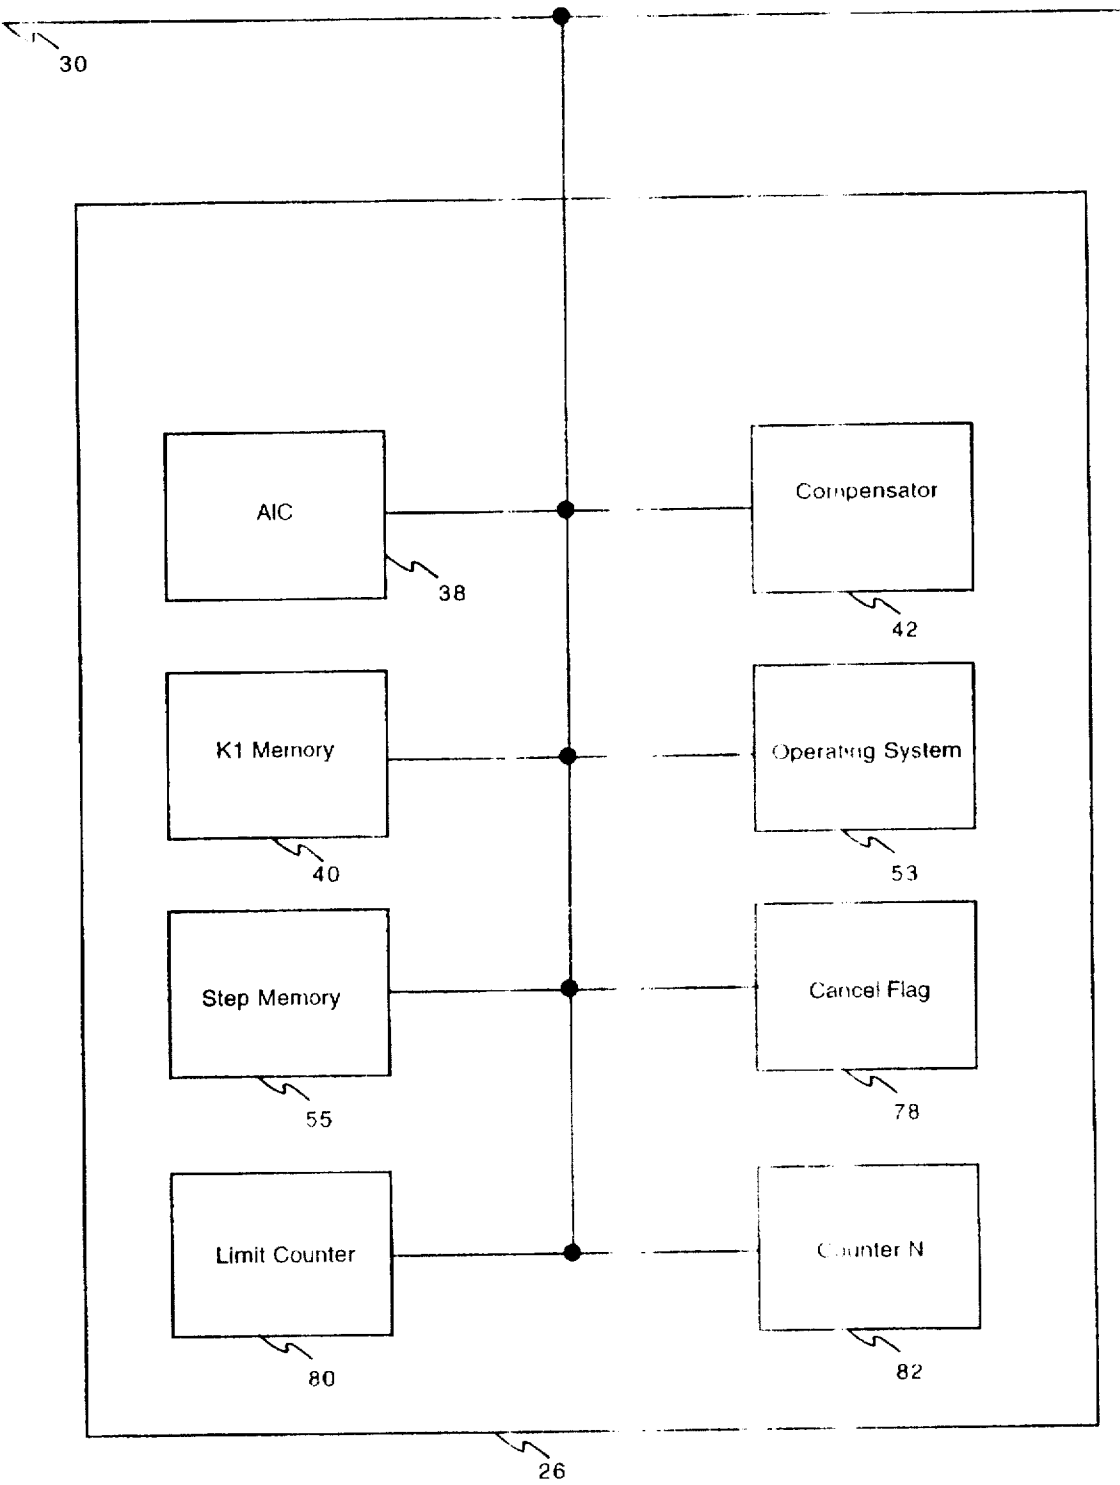 30
AIC
38
Compensator
42
K1 Memory
40
Operating System
53
Step Memory
55
Cancel Flag
78
Limit Counter
80
Counter N
82
26